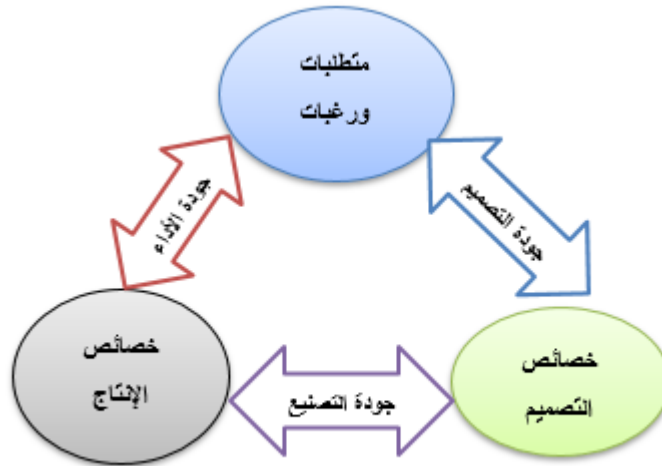 متطلبات
ورغبات
جودة الأداء
جودة التصميم
خصائص
الإنتاج
جودة التصنيع
خصائص
التصميم